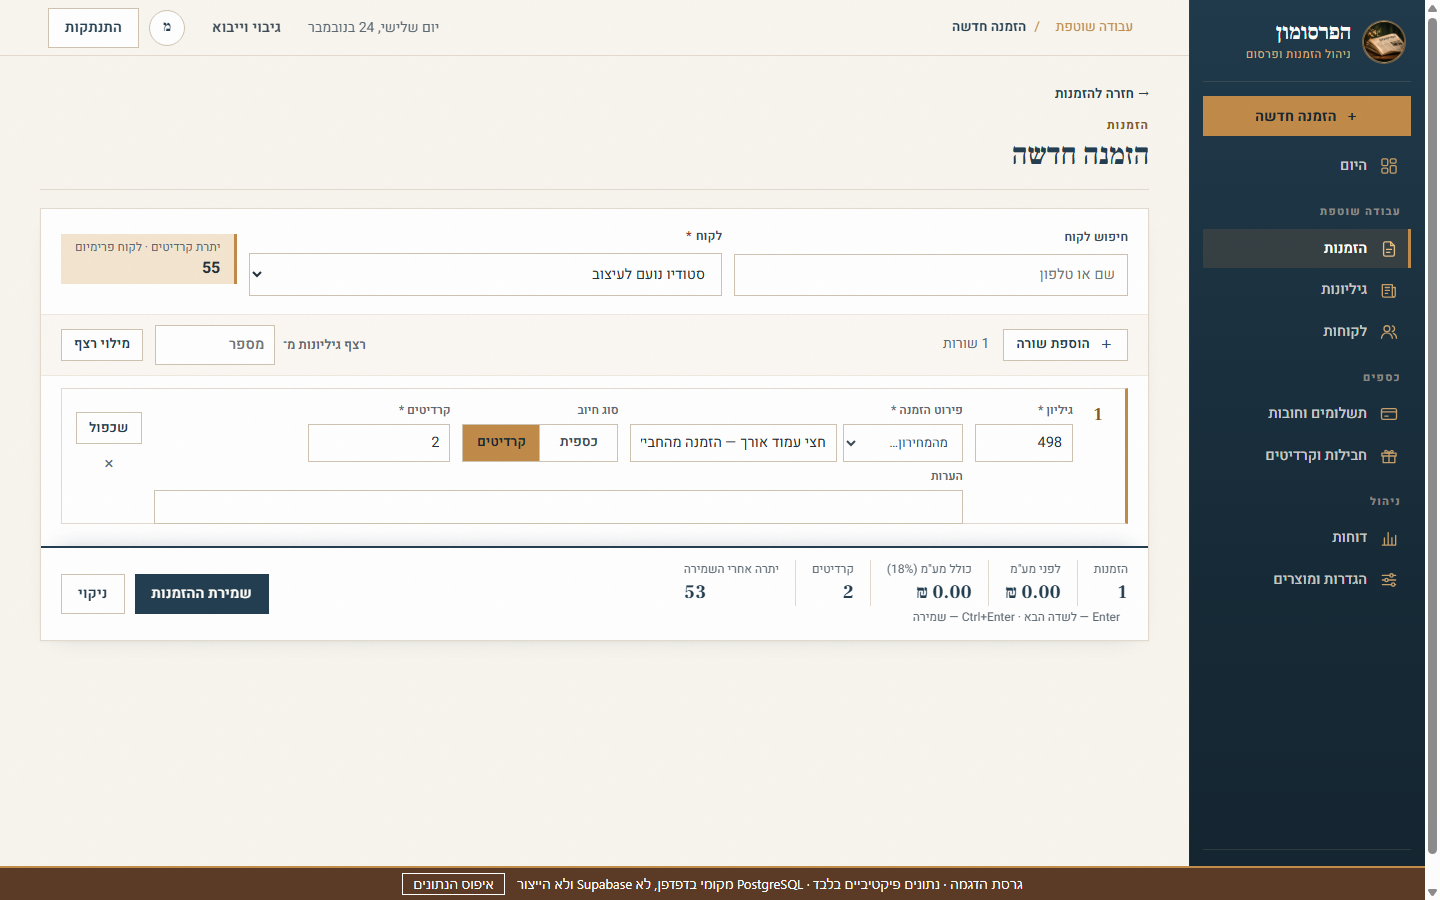 הפרסומון
ניהול הזמנות ופרסום
+ הזמנה חדשה
היום
עבודה שוטפת
הזמנות
גיליונות
לקוחות
כספים
תשלומים וחובות
חבילות וקרדיטים
ניהול
דוחות
הגדרות ומוצרים
עבודה שוטפת / הזמנה חדשה
יום שלישי, 24 בנובמבר
גיבוי וייבוא
מ
התנתקות
→ חזרה להזמנות
הזמנות
הזמנה חדשה
חיפוש לקוח
שם או טלפון
לקוח *
סטודיו נועם לעיצוב
יתרת קרדיטים · לקוח פרימיום
55
+ הוספת שורה
1 שורות
רצף גיליונות מ־
מספר
מילוי רצף
1
גיליון *
498
פירוט הזמנה *
מהמחירון...
חצי עמוד אורך — הזמנה מהחבי
סוג חיוב
כספית
קרדיטים
קרדיטים *
2
שכפול
×
הערות
הזמנות
1
לפני מע"מ
0.00 ₪
כולל מע"מ (18%)
0.00 ₪
קרדיטים
2
יתרה אחרי השמירה
53
Enter — לשדה הבא · Ctrl+Enter — שמירה
שמירת ההזמנות
ניקוי
גרסת הדגמה · נתונים פיקטיביים בלבד · PostgreSQL מקומי בדפדפן, לא Supabase ולא הייצור
איפוס הנתונים